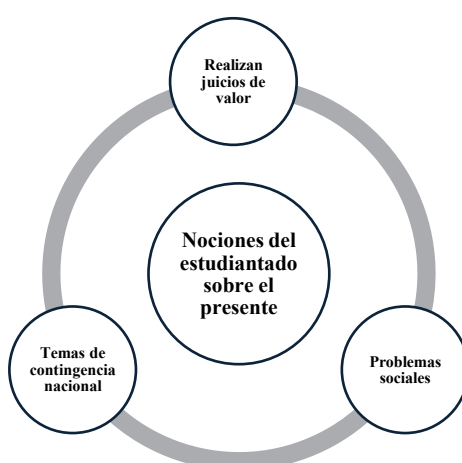 Realizan
juicios de
valor
Nociones del
estudiantado
sobre el
presente
Temas de
contingencia
nacional
Problemas
sociales